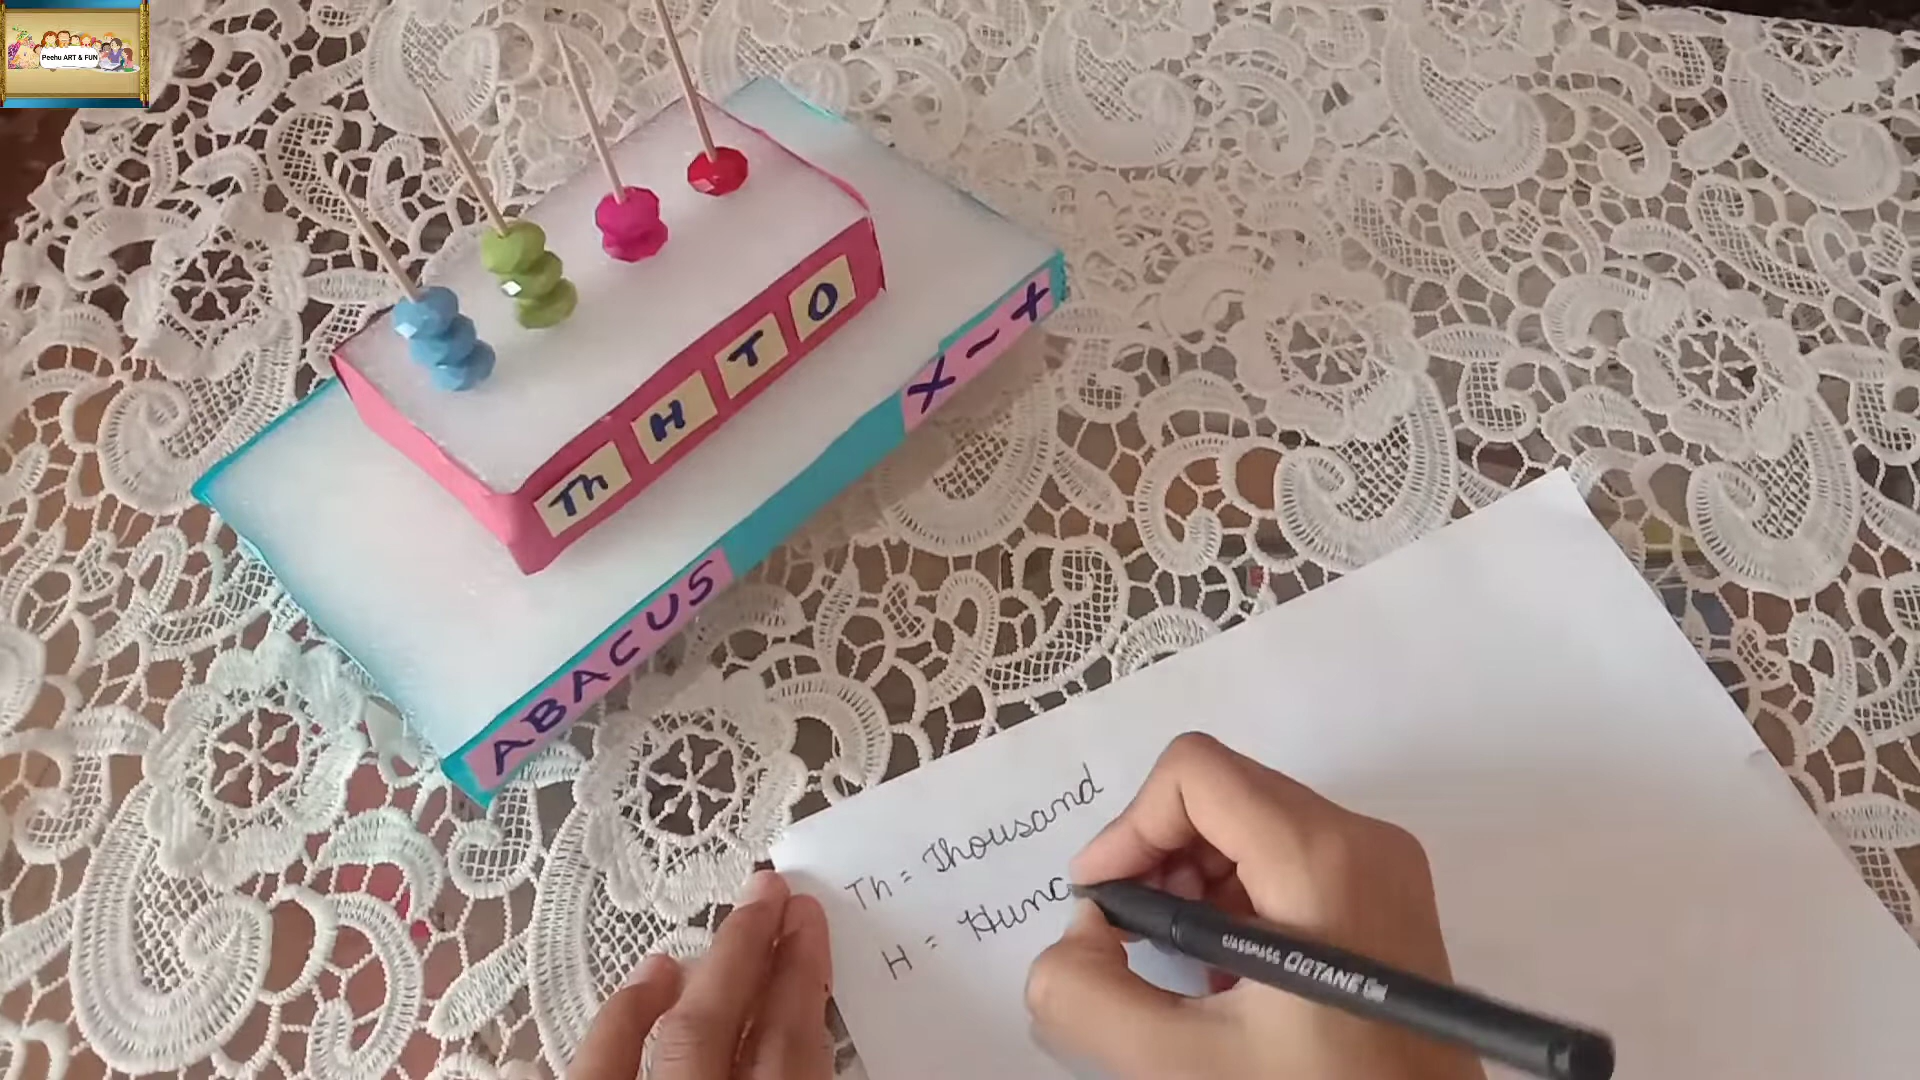 Peehu ART & FUN
Th H T O
X - +
ABACUS
Th = Thousand
H = Hund
CLASSMATE OCTANE